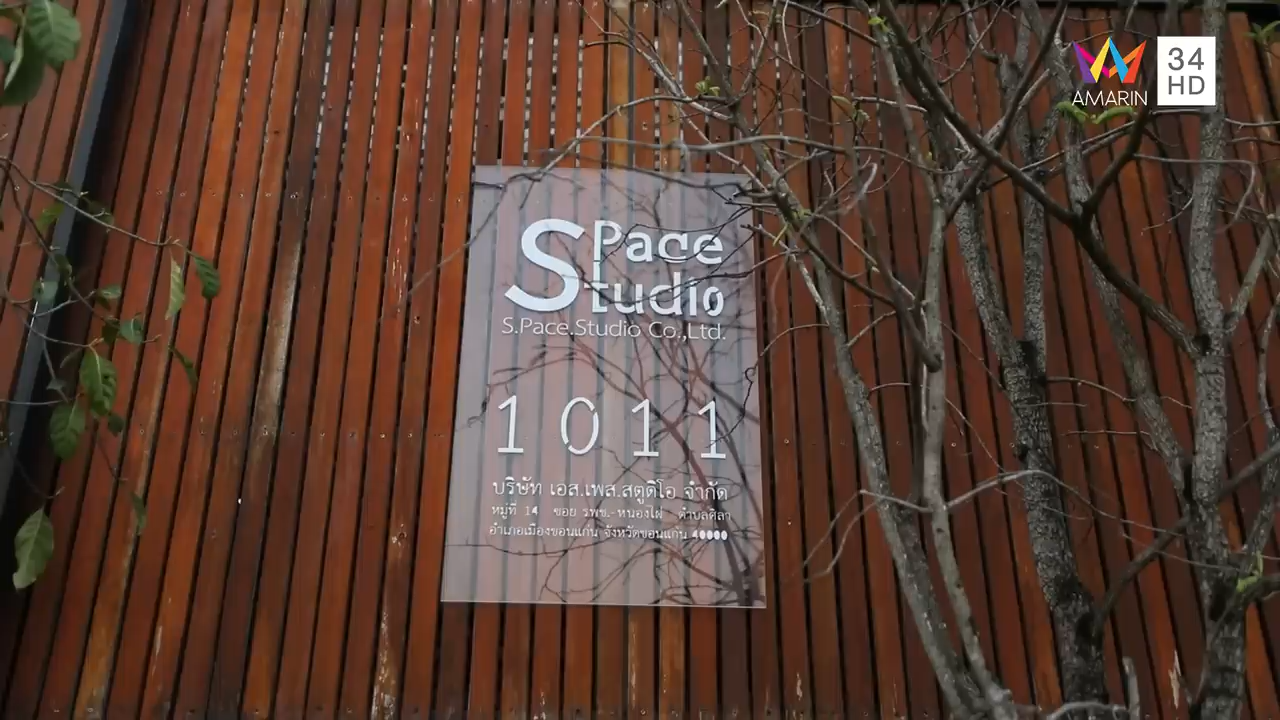 AMARIN
34
HD
SPace
Studio
S.Pace.Studio Co.,Ltd.
1011
บริษัท เอส.เพส.สตูดิโอ จำกัด
หมู่ที่ 14 ซอย รพช.-หนองไผ่ ตำบลศิลา
อำเภอเมืองขอนแก่น จังหวัดขอนแก่น 40000